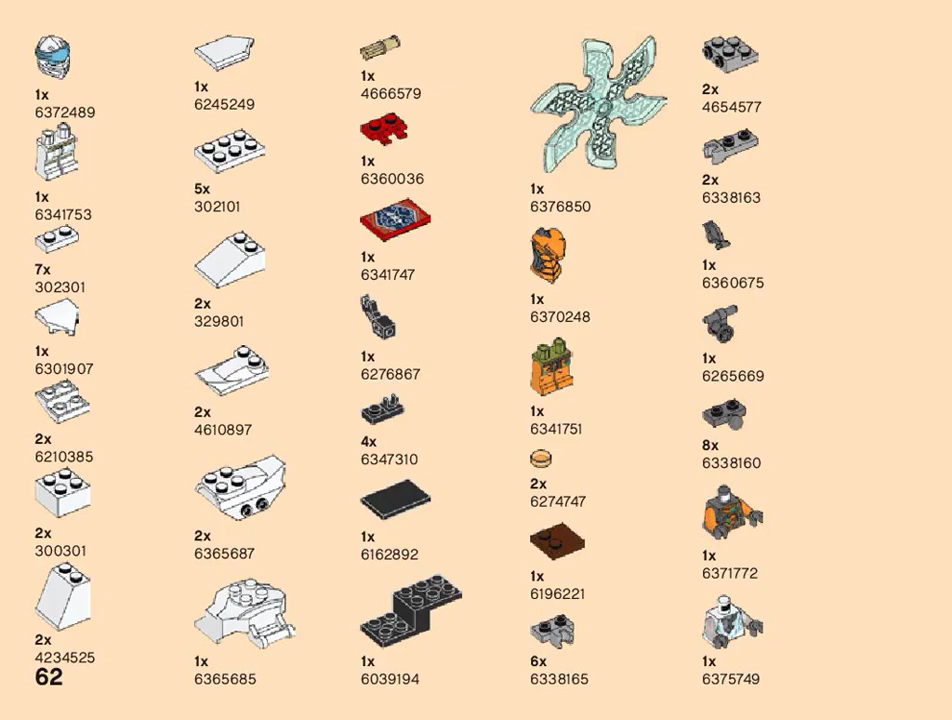 1x
6372489
1x
6341753
7x
302301
1x
6301907
2x
6210385
2x
300301
2x
4234525
1x
6245249
5x
302101
2x
329801
2x
4610897
2x
6365687
1x
6365685
1x
4666579
1x
6360036
1x
6341747
1x
6276867
4x
6347310
1x
6162892
1x
6039194
1x
6376850
1x
6370248
1x
6341751
2x
6274747
1x
6196221
6x
6338165
2x
4654577
2x
6338163
1x
6360675
1x
6265669
8x
6338160
1x
6371772
1x
6375749
62